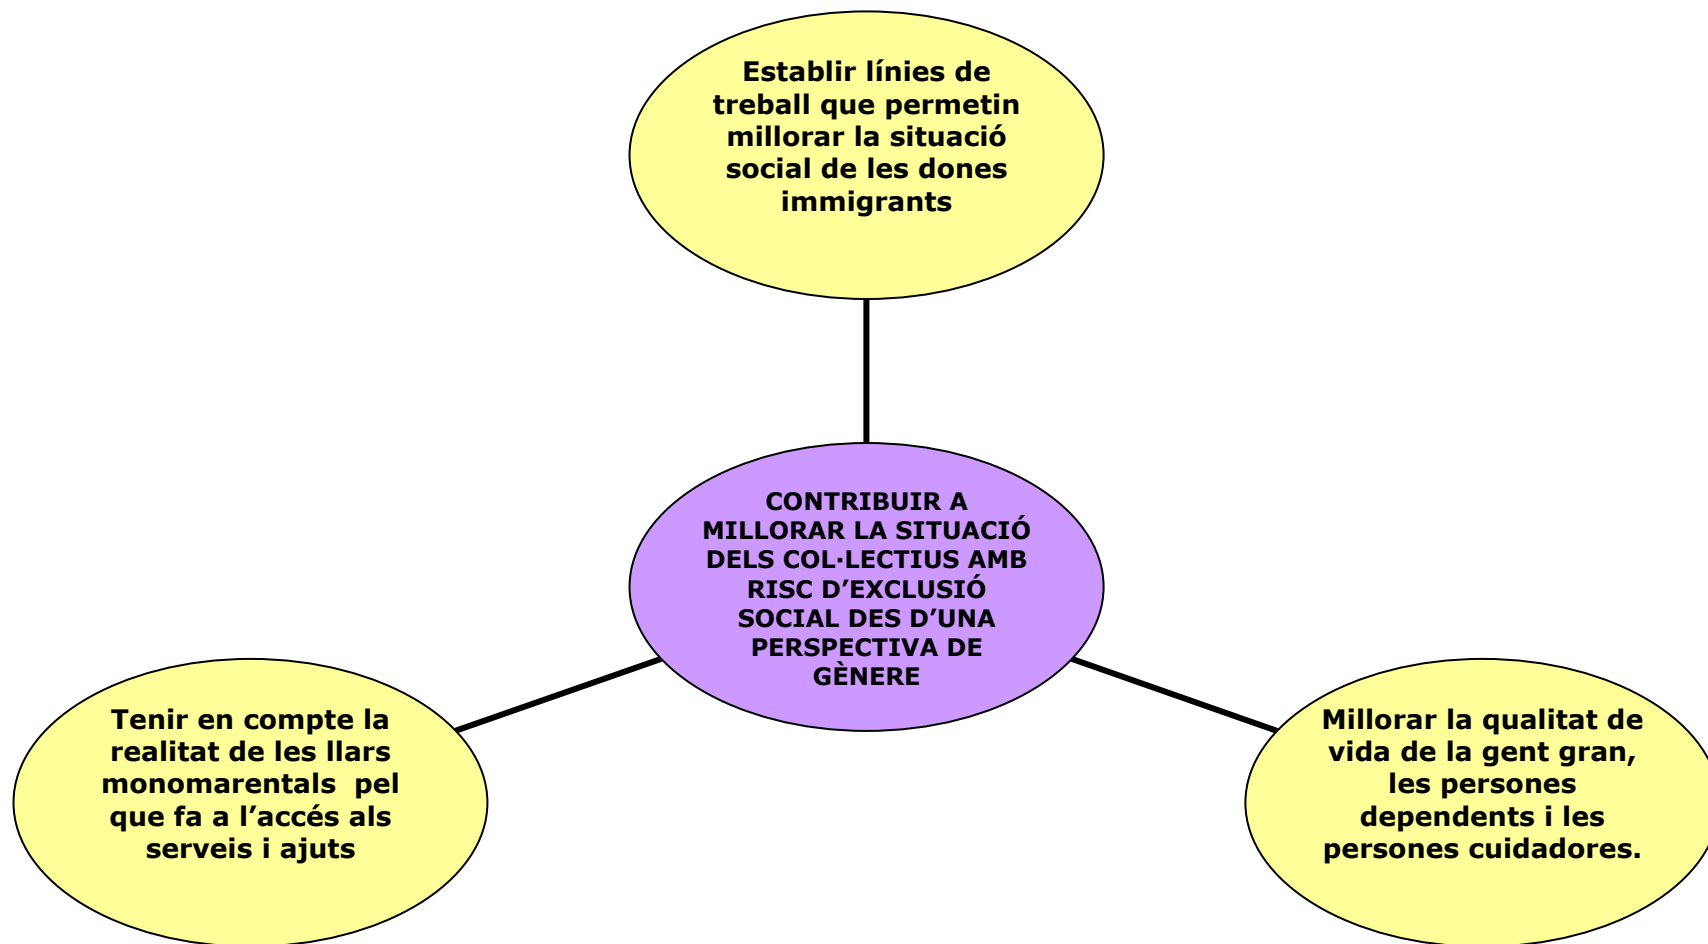 Establir línies de
treball que permetin
millorar la situació
social de les dones
immigrants
CONTRIBUIR A
MILLORAR LA SITUACIÓ
DELS COL·LECTIUS AMB
RISC D’EXCLUSIÓ
SOCIAL DES D’UNA
PERSPECTIVA DE
GÈNERE
Tenir en compte la
realitat de les llars
monomarentals  pel
que fa a l’accés als
serveis i ajuts
Millorar la qualitat de
vida de la gent gran,
les persones
dependents i les
persones cuidadores.